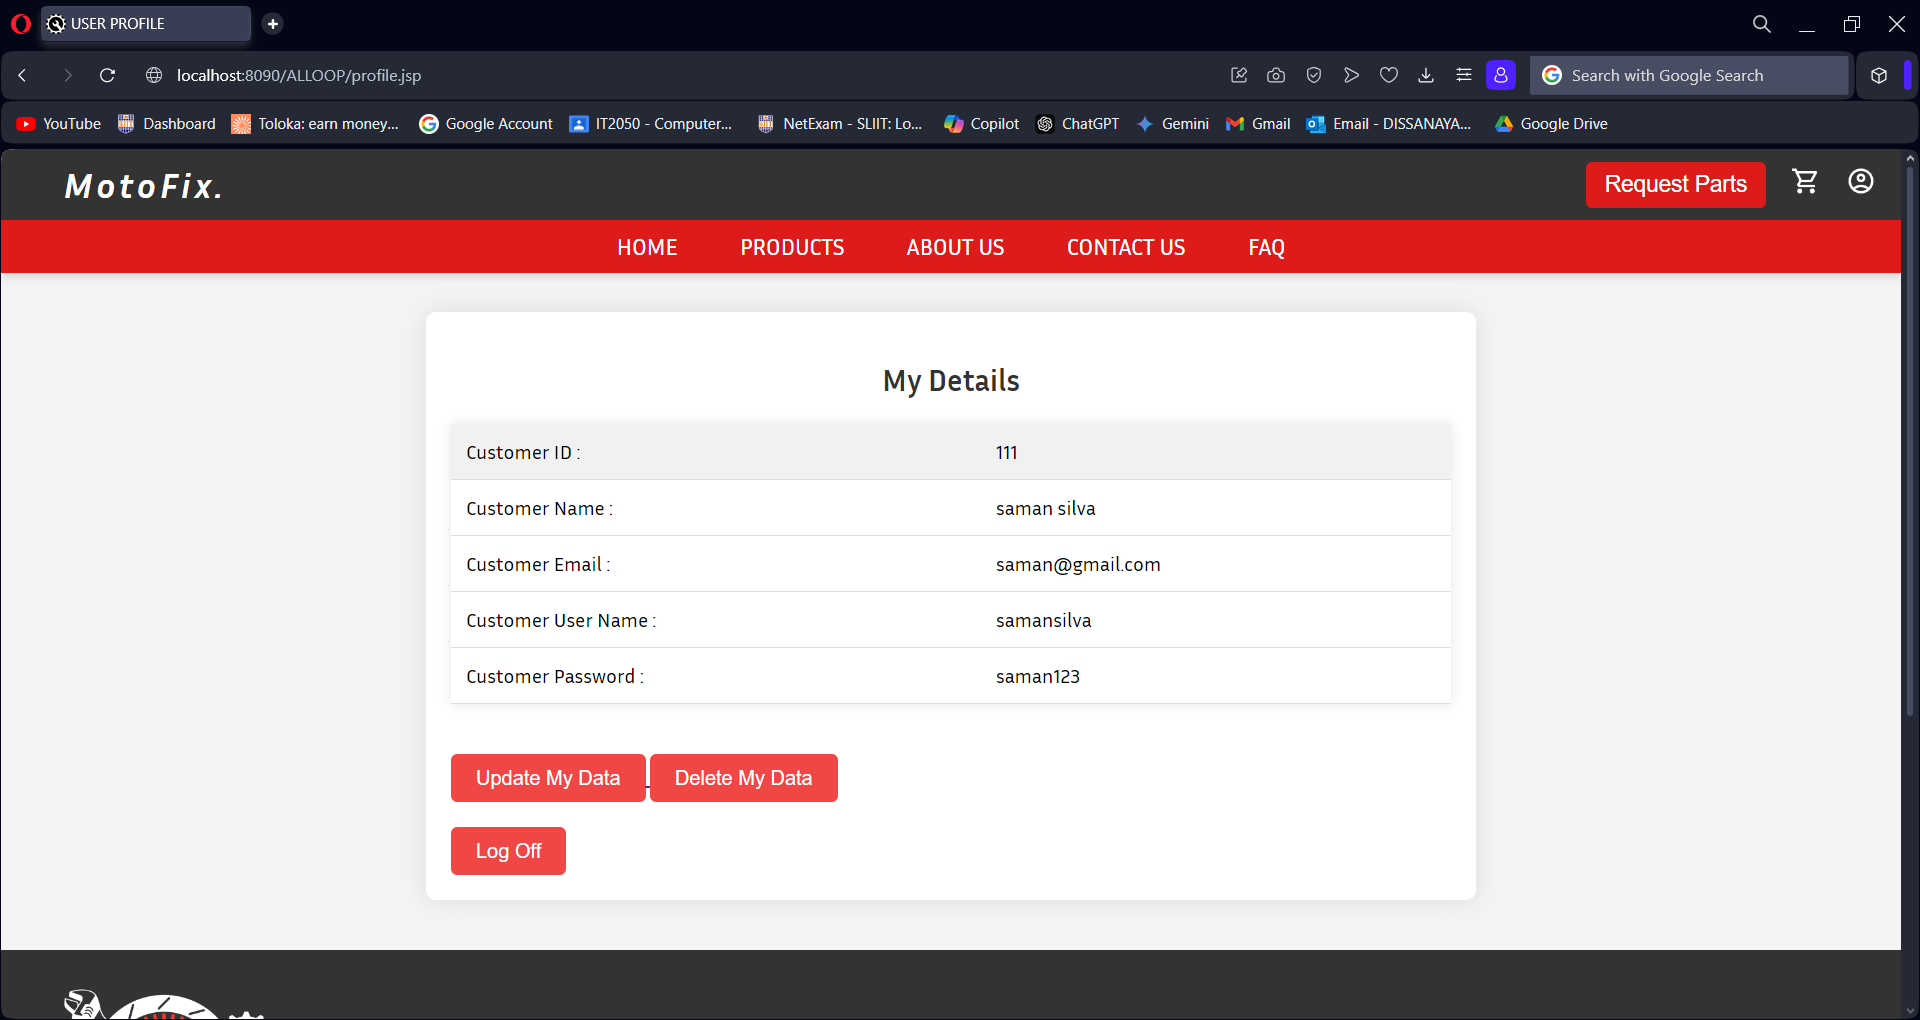 USER PROFILE
localhost:8090/ALLOOP/profile.jsp
Search with Google Search
YouTube Dashboard Toloka: earn money... Google Account IT2050 - Computer... NetExam - SLIIT: Lo... Copilot ChatGPT Gemini Gmail Email - DISSANAYA... Google Drive
MotoFix.
Request Parts
HOME PRODUCTS ABOUT US CONTACT US FAQ
My Details
Customer ID : 111
Customer Name : saman silva
Customer Email : saman@gmail.com
Customer User Name : samansilva
Customer Password : saman123
Update My Data Delete My Data
Log Off